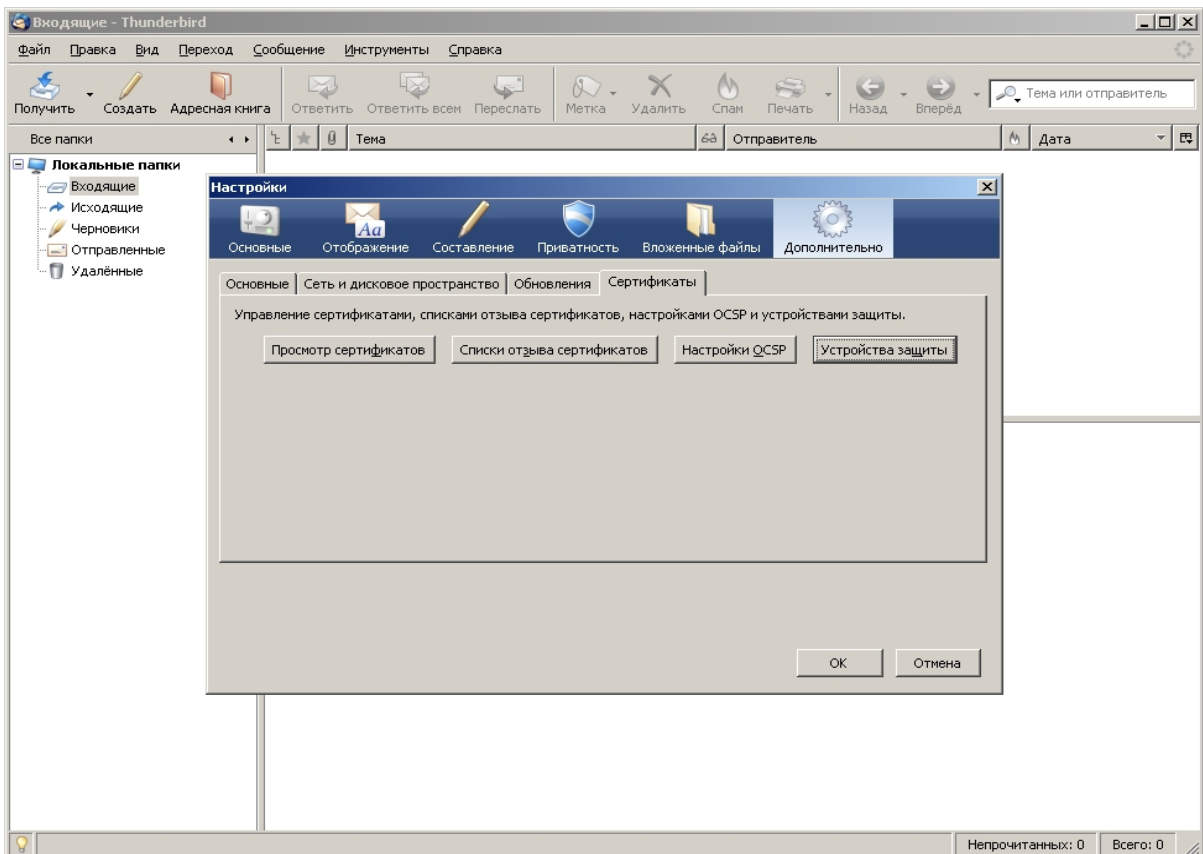 Входящие - Thunderbird
Файл Правка Вид Переход Сообщение Инструменты Справка
Получить Создать Адресная книга Ответить Ответить всем Переслать Метка Удалить Спам Печать Назад Вперёд Тема или отправитель
Все папки Тема Отправитель Дата
Локальные папки
Входящие
Исходящие
Черновики
Отправленные
Удалённые
Настройки
Aa
Основные Отображение Составление Приватность Вложенные файлы Дополнительно
Основные Сеть и дисковое пространство Обновления Сертификаты
Управление сертификатами, списками отзыва сертификатов, настройками OCSP и устройствами защиты.
Просмотр сертификатов Списки отзыва сертификатов Настройки OCSP Устройства защиты
OK Отмена
Непрочитанных: 0 Всего: 0